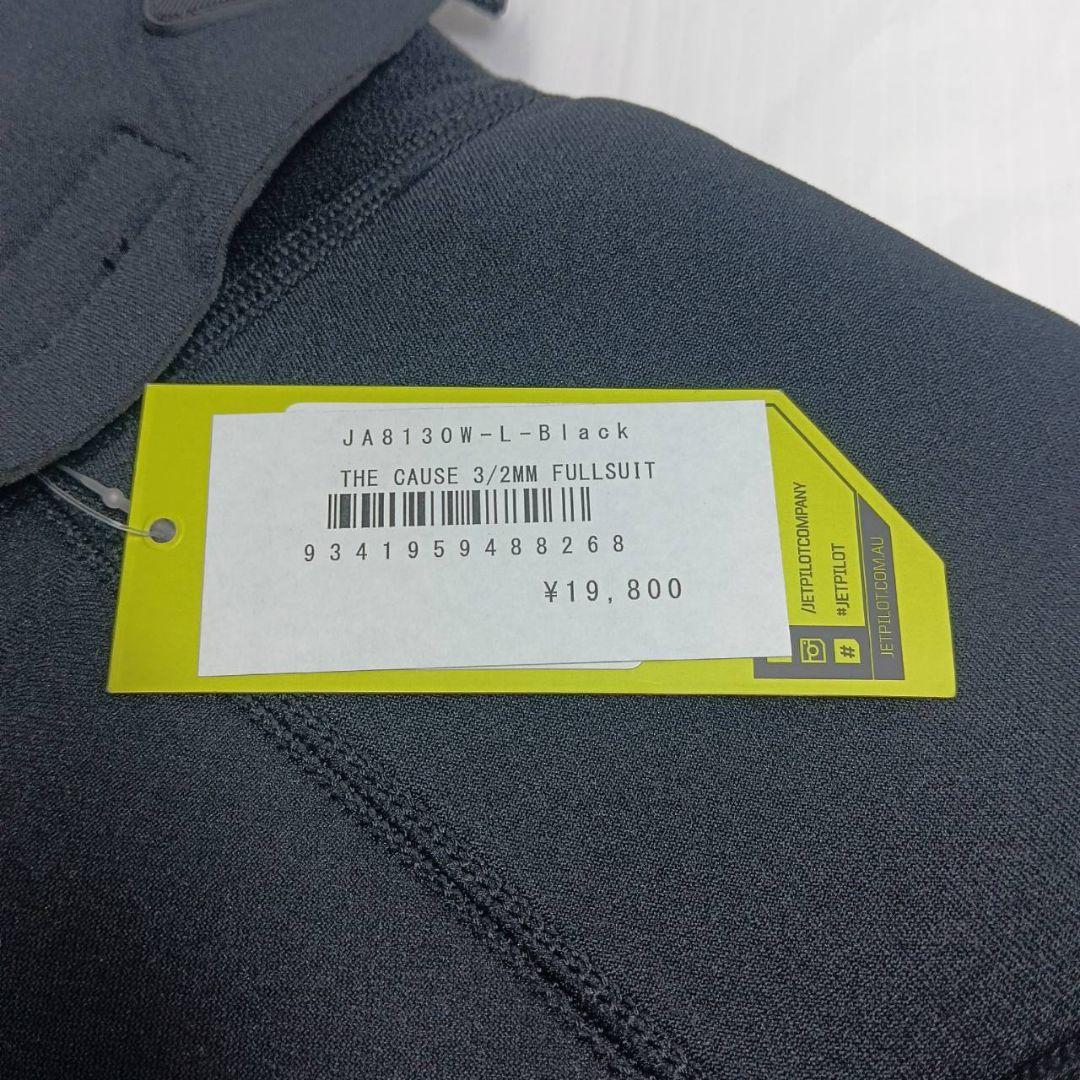 JA8130W-L-Black
THE CAUSE 3/2MM FULLSUIT
9341959488268
¥19,800
/JETPILOTCOMPANY
#JETPILOT
#
JETPILOT.COM.AU